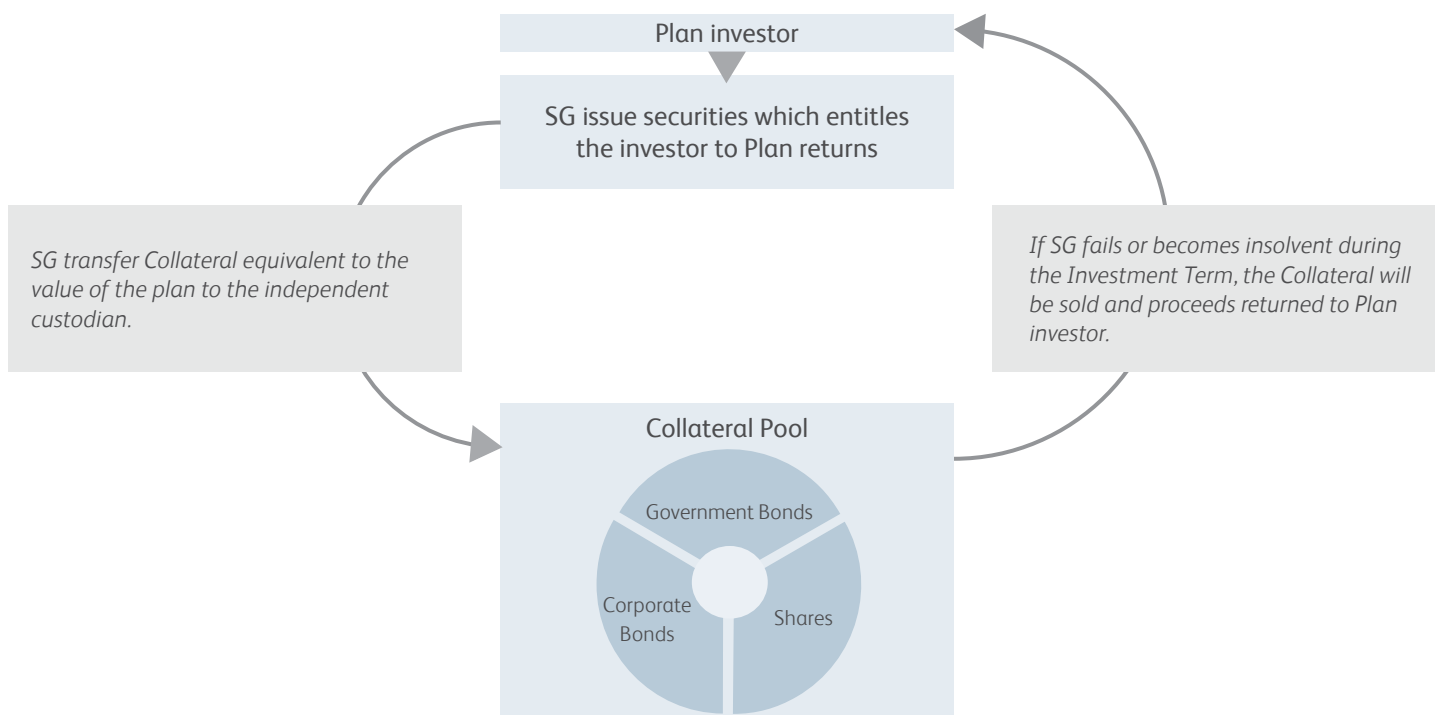 Plan investor
SG issue securities which entitles
the investor to Plan returns
SG transfer Collateral equivalent to the
value of the plan to the independent
custodian.
If SG fails or becomes insolvent during
the Investment Term, the Collateral will
be sold and proceeds returned to Plan
investor.
Collateral Pool
Government Bonds
Corporate
Bonds
Shares